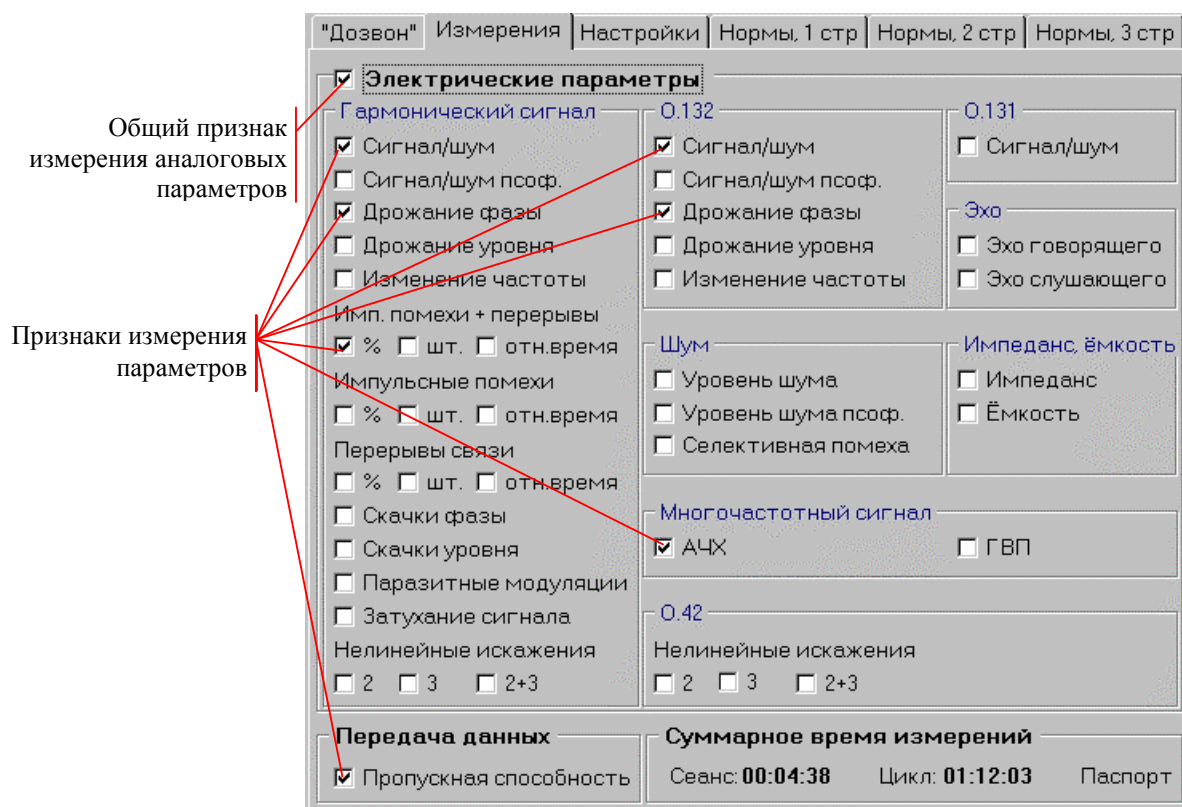 "Дозвон" Измерения Настройки Нормы, 1 стр Нормы, 2 стр Нормы, 3 стр
Электрические параметры
Общий признак
измерения аналоговых
параметров
Признаки измерения
параметров
Гармонический сигнал
Сигнал/шум
Сигнал/шум псоф.
Дрожание фазы
Дрожание уровня
Изменение частоты
Имп. помехи + перерывы
% шт. отн.время
Импульсные помехи
% шт. отн.время
Перерывы связи
% шт. отн.время
Скачки фазы
Скачки уровня
Паразитные модуляции
Затухание сигнала
Нелинейные искажения
2 3 2+3
О.132
Сигнал/шум
Сигнал/шум псоф.
Дрожание фазы
Дрожание уровня
Изменение частоты
О.131
Сигнал/шум
Эхо
Эхо говорящего
Эхо слушающего
Шум
Уровень шума
Уровень шума псоф.
Селективная помеха
Импеданс, ёмкость
Импеданс
Ёмкость
Многочастотный сигнал
АЧХ ГВП
О.42
Нелинейные искажения
2 3 2+3
Передача данных
Пропускная способность
Суммарное время измерений
Сеанс: 00:04:38 Цикл: 01:12:03 Паспорт